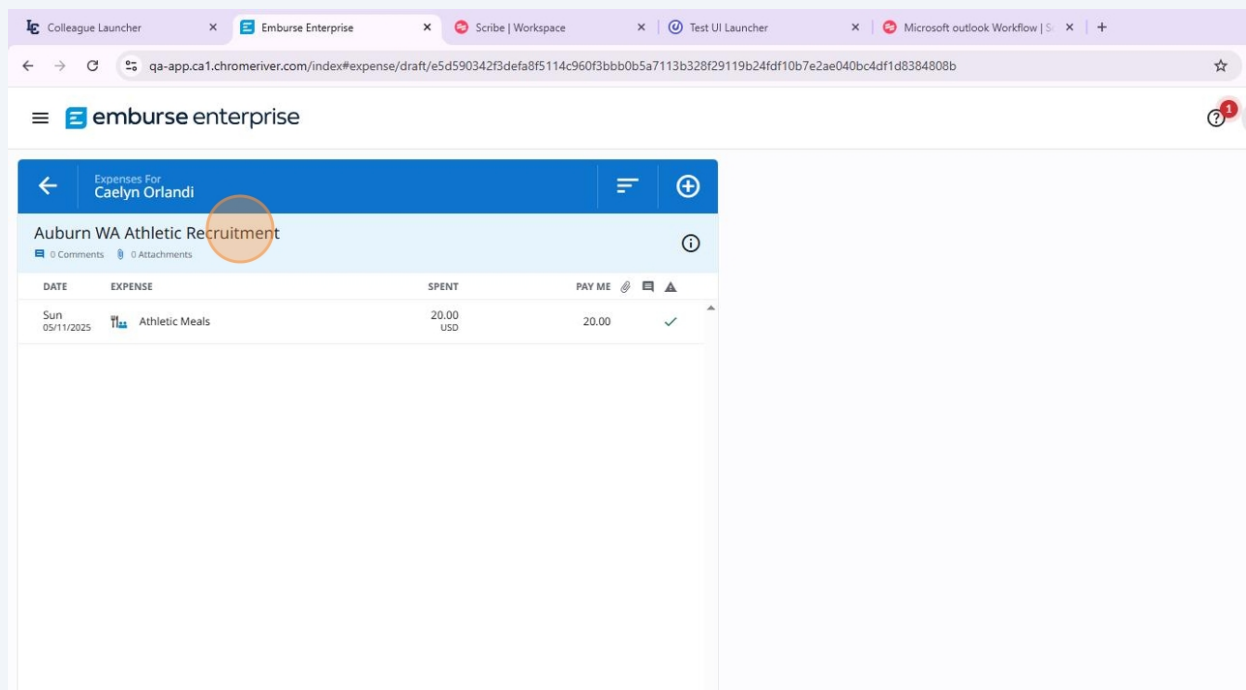 Colleague Launcher Emburse Enterprise Scribe | Workspace Test UI Launcher Microsoft outlook Workflow | Sc
qa-app.ca1.chromeriver.com/index#expense/draft/e5d590342f3defa8f5114c960f3bbb0b5a7113b328f29119b24fdf10b7e2ae040bc4df1d8384808b
emburse enterprise
1
Expenses For
Caelyn Orlandi
Auburn WA Athletic Recruitment
0 Comments 0 Attachments
DATE EXPENSE SPENT PAY ME
Sun
05/11/2025
Athletic Meals
20.00
USD
20.00